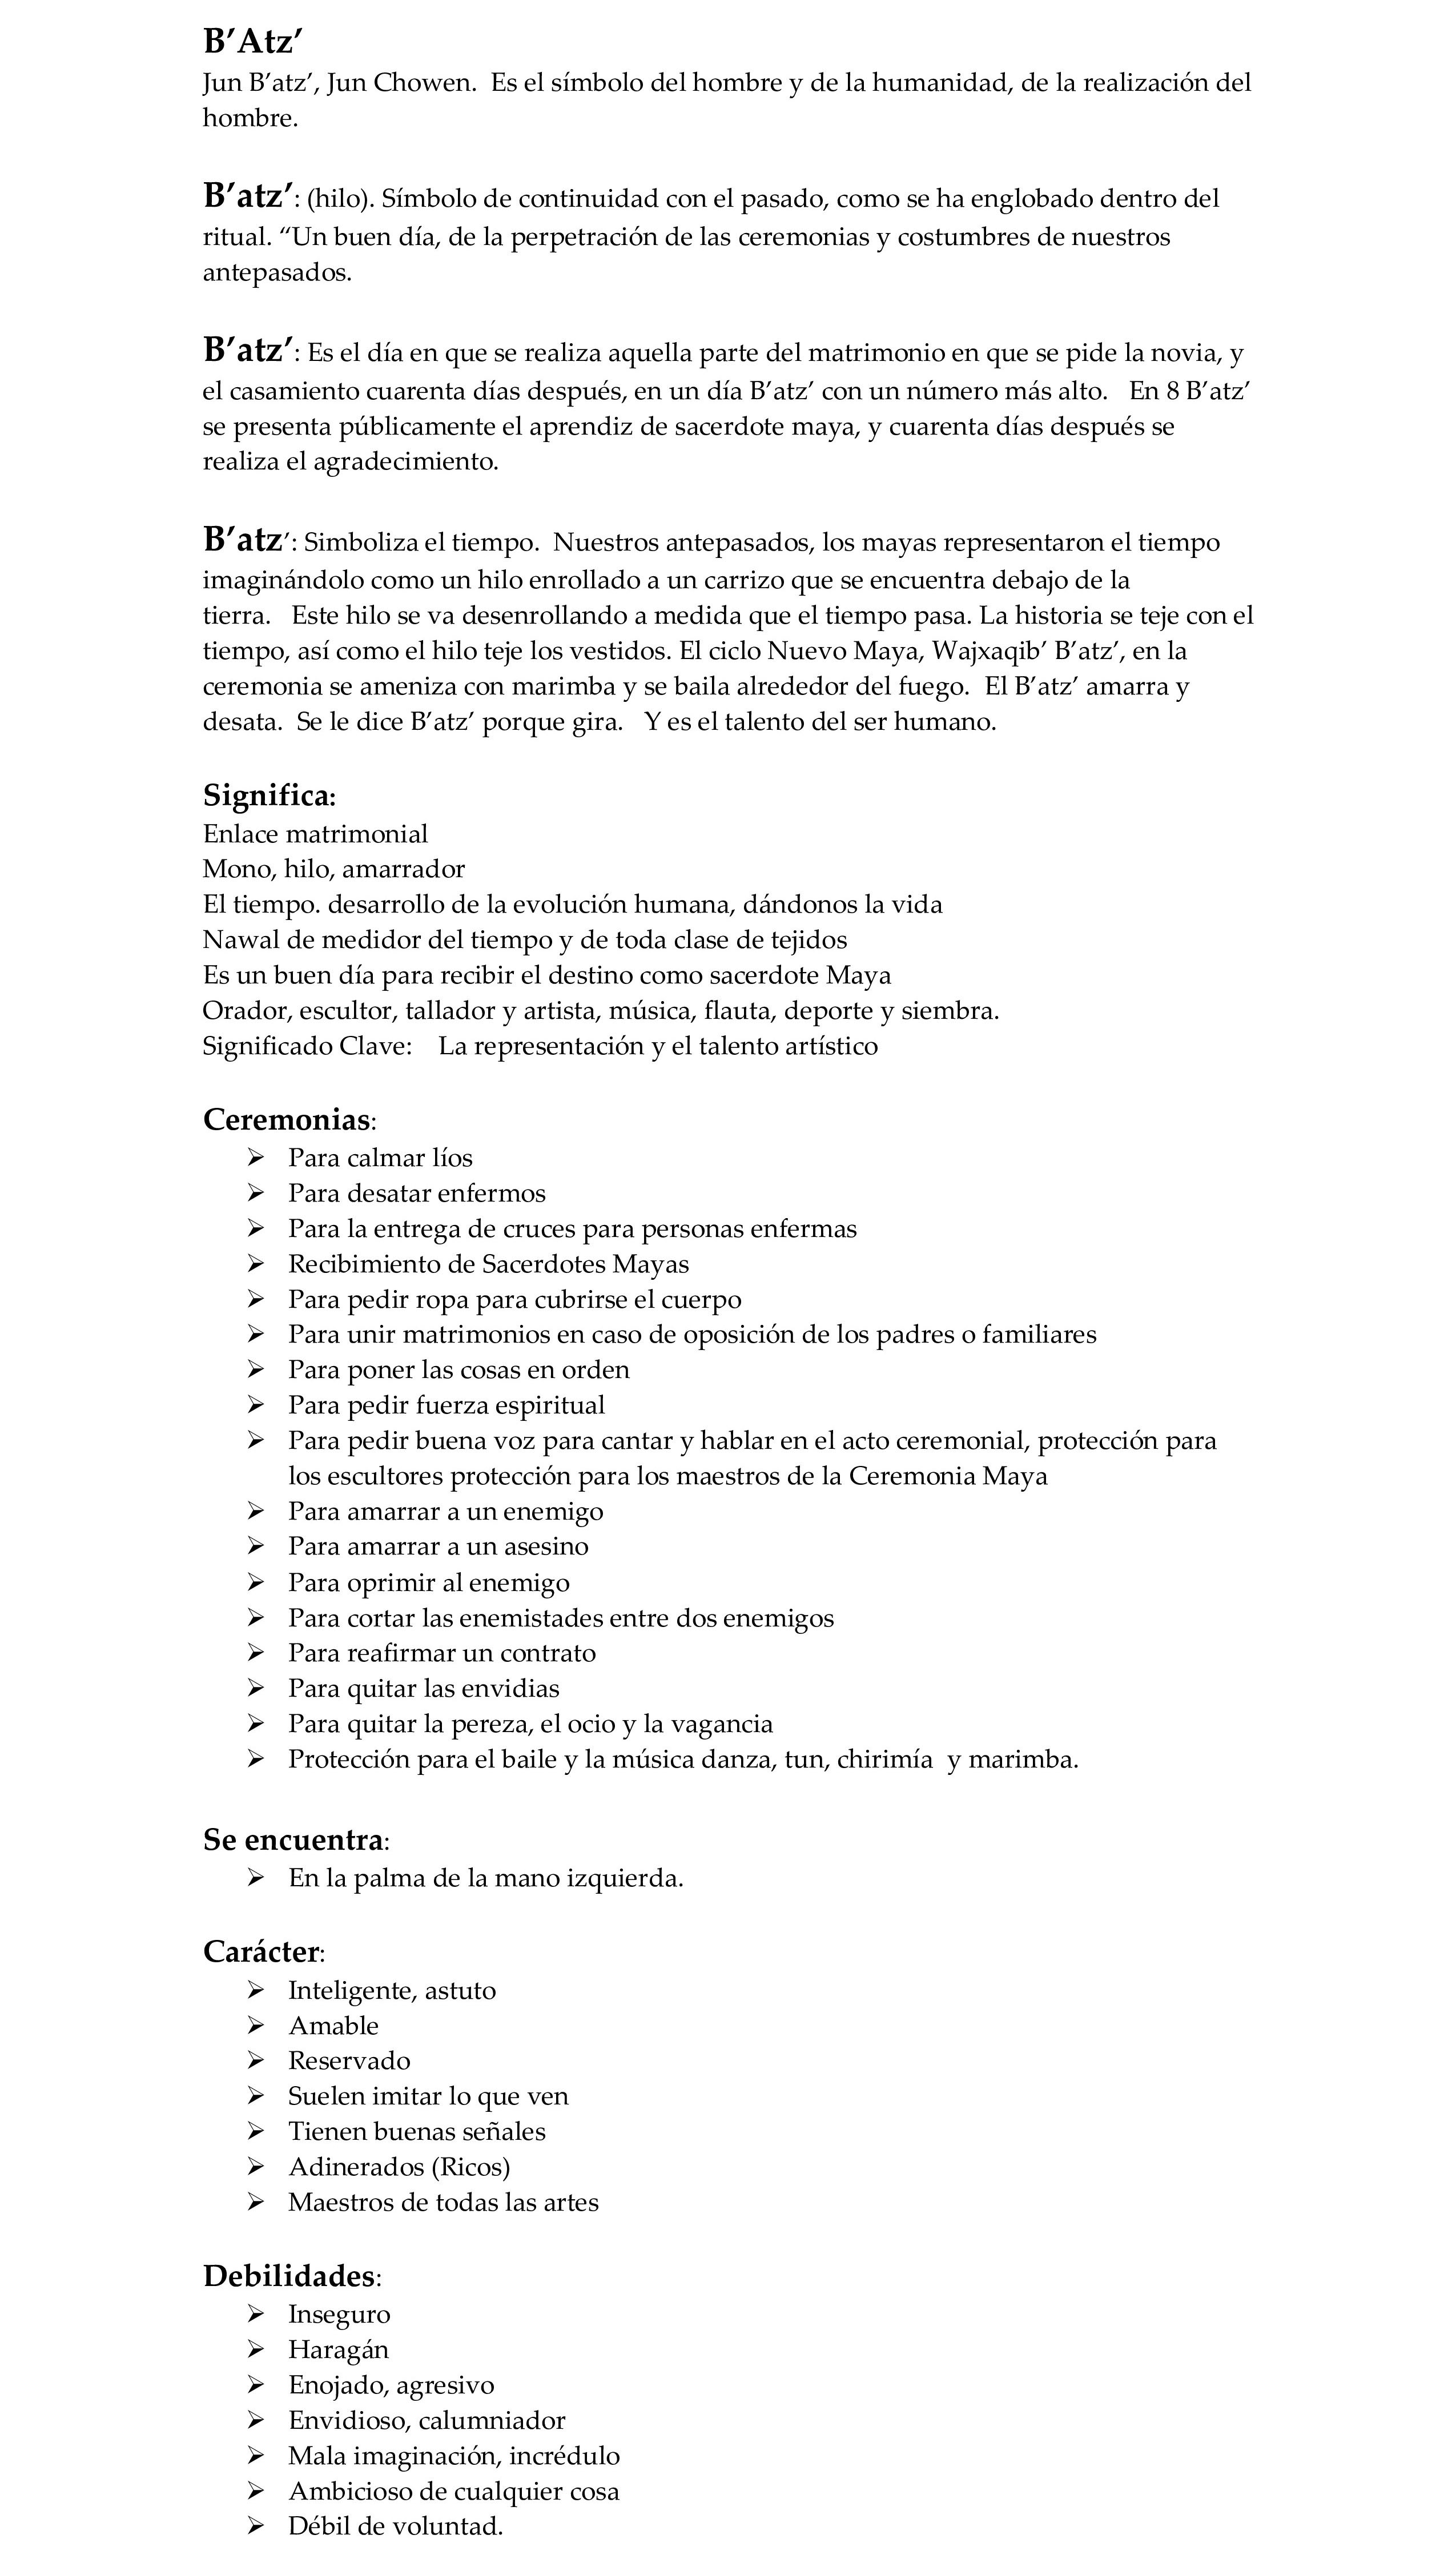 B’Atz’
Jun B’atz’, Jun Chowen.  Es el símbolo del hombre y de la humanidad, de la realización del
hombre.
B’atz’: (hilo). Símbolo de continuidad con el pasado, como se ha englobado dentro del
ritual. “Un buen día, de la perpetración de las ceremonias y costumbres de nuestros
antepasados.
B’atz’: Es el día en que se realiza aquella parte del matrimonio en que se pide la novia, y
el casamiento cuarenta días después, en un día B’atz’ con un número más alto.   En 8 B’atz’
se presenta públicamente el aprendiz de sacerdote maya, y cuarenta días después se
realiza el agradecimiento.
B’atz’: Simboliza el tiempo.  Nuestros antepasados, los mayas representaron el tiempo
imaginándolo como un hilo enrollado a un carrizo que se encuentra debajo de la
tierra.   Este hilo se va desenrollando a medida que el tiempo pasa. La historia se teje con el
tiempo, así como el hilo teje los vestidos. El ciclo Nuevo Maya, Wajxaqib’ B’atz’, en la
ceremonia se ameniza con marimba y se baila alrededor del fuego.  El B’atz’ amarra y
desata.  Se le dice B’atz’ porque gira.   Y es el talento del ser humano.
Significa:
Enlace matrimonial
Mono, hilo, amarrador
El tiempo. desarrollo de la evolución humana, dándonos la vida
Nawal de medidor del tiempo y de toda clase de tejidos
Es un buen día para recibir el destino como sacerdote Maya
Orador, escultor, tallador y artista, música, flauta, deporte y siembra.
Significado Clave:    La representación y el talento artístico
Ceremonias:
➢ Para calmar líos
➢ Para desatar enfermos
➢ Para la entrega de cruces para personas enfermas
➢ Recibimiento de Sacerdotes Mayas
➢ Para pedir ropa para cubrirse el cuerpo
➢ Para unir matrimonios en caso de oposición de los padres o familiares
➢ Para poner las cosas en orden
➢ Para pedir fuerza espiritual
➢ Para pedir buena voz para cantar y hablar en el acto ceremonial, protección para
los escultores protección para los maestros de la Ceremonia Maya
➢ Para amarrar a un enemigo
➢ Para amarrar a un asesino
➢ Para oprimir al enemigo
➢ Para cortar las enemistades entre dos enemigos
➢ Para reafirmar un contrato
➢ Para quitar las envidias
➢ Para quitar la pereza, el ocio y la vagancia
➢ Protección para el baile y la música danza, tun, chirimía  y marimba.
Se encuentra:
➢ En la palma de la mano izquierda.
Carácter:
➢ Inteligente, astuto
➢ Amable
➢ Reservado
➢ Suelen imitar lo que ven
➢ Tienen buenas señales
➢ Adinerados (Ricos)
➢ Maestros de todas las artes
Debilidades:
➢ Inseguro
➢ Haragán
➢ Enojado, agresivo
➢ Envidioso, calumniador
➢ Mala imaginación, incrédulo
➢ Ambicioso de cualquier cosa
➢ Débil de voluntad.